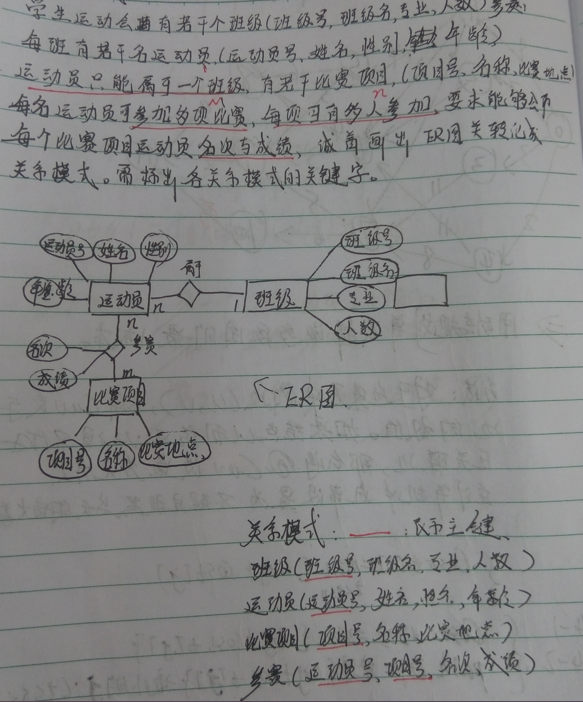 学生运动会有若干个班级(班级号,班级名,专业,人数)参赛
每班有若干名运动员(运动员号,姓名,性别,年龄)
运动员只能属于一个班级,有若干比赛项目,(项目号、名称、比赛地点
每名运动员可参加多项比赛,每项可有多人参加,要求能够公布
m
n
每个比赛项目运动员名次与成绩,试着画出ER图关转记成
关系模式。需标出各关系模式的关键字。
运动员号
姓名
性别
班级号
年龄
班级名
运动员
n
1
班级
专业
人数
n
名次
参赛
成绩
m
比赛项目
项目号
名称
比赛地点
ER图.
关系模式: 表示主键
班级(班级号,班级名,专业,人数)
运动员(运动员号,姓名,性别,年龄)
比赛项目(项目号,名称,比赛地点)
参赛(运动员号,项目号,名次,成绩)